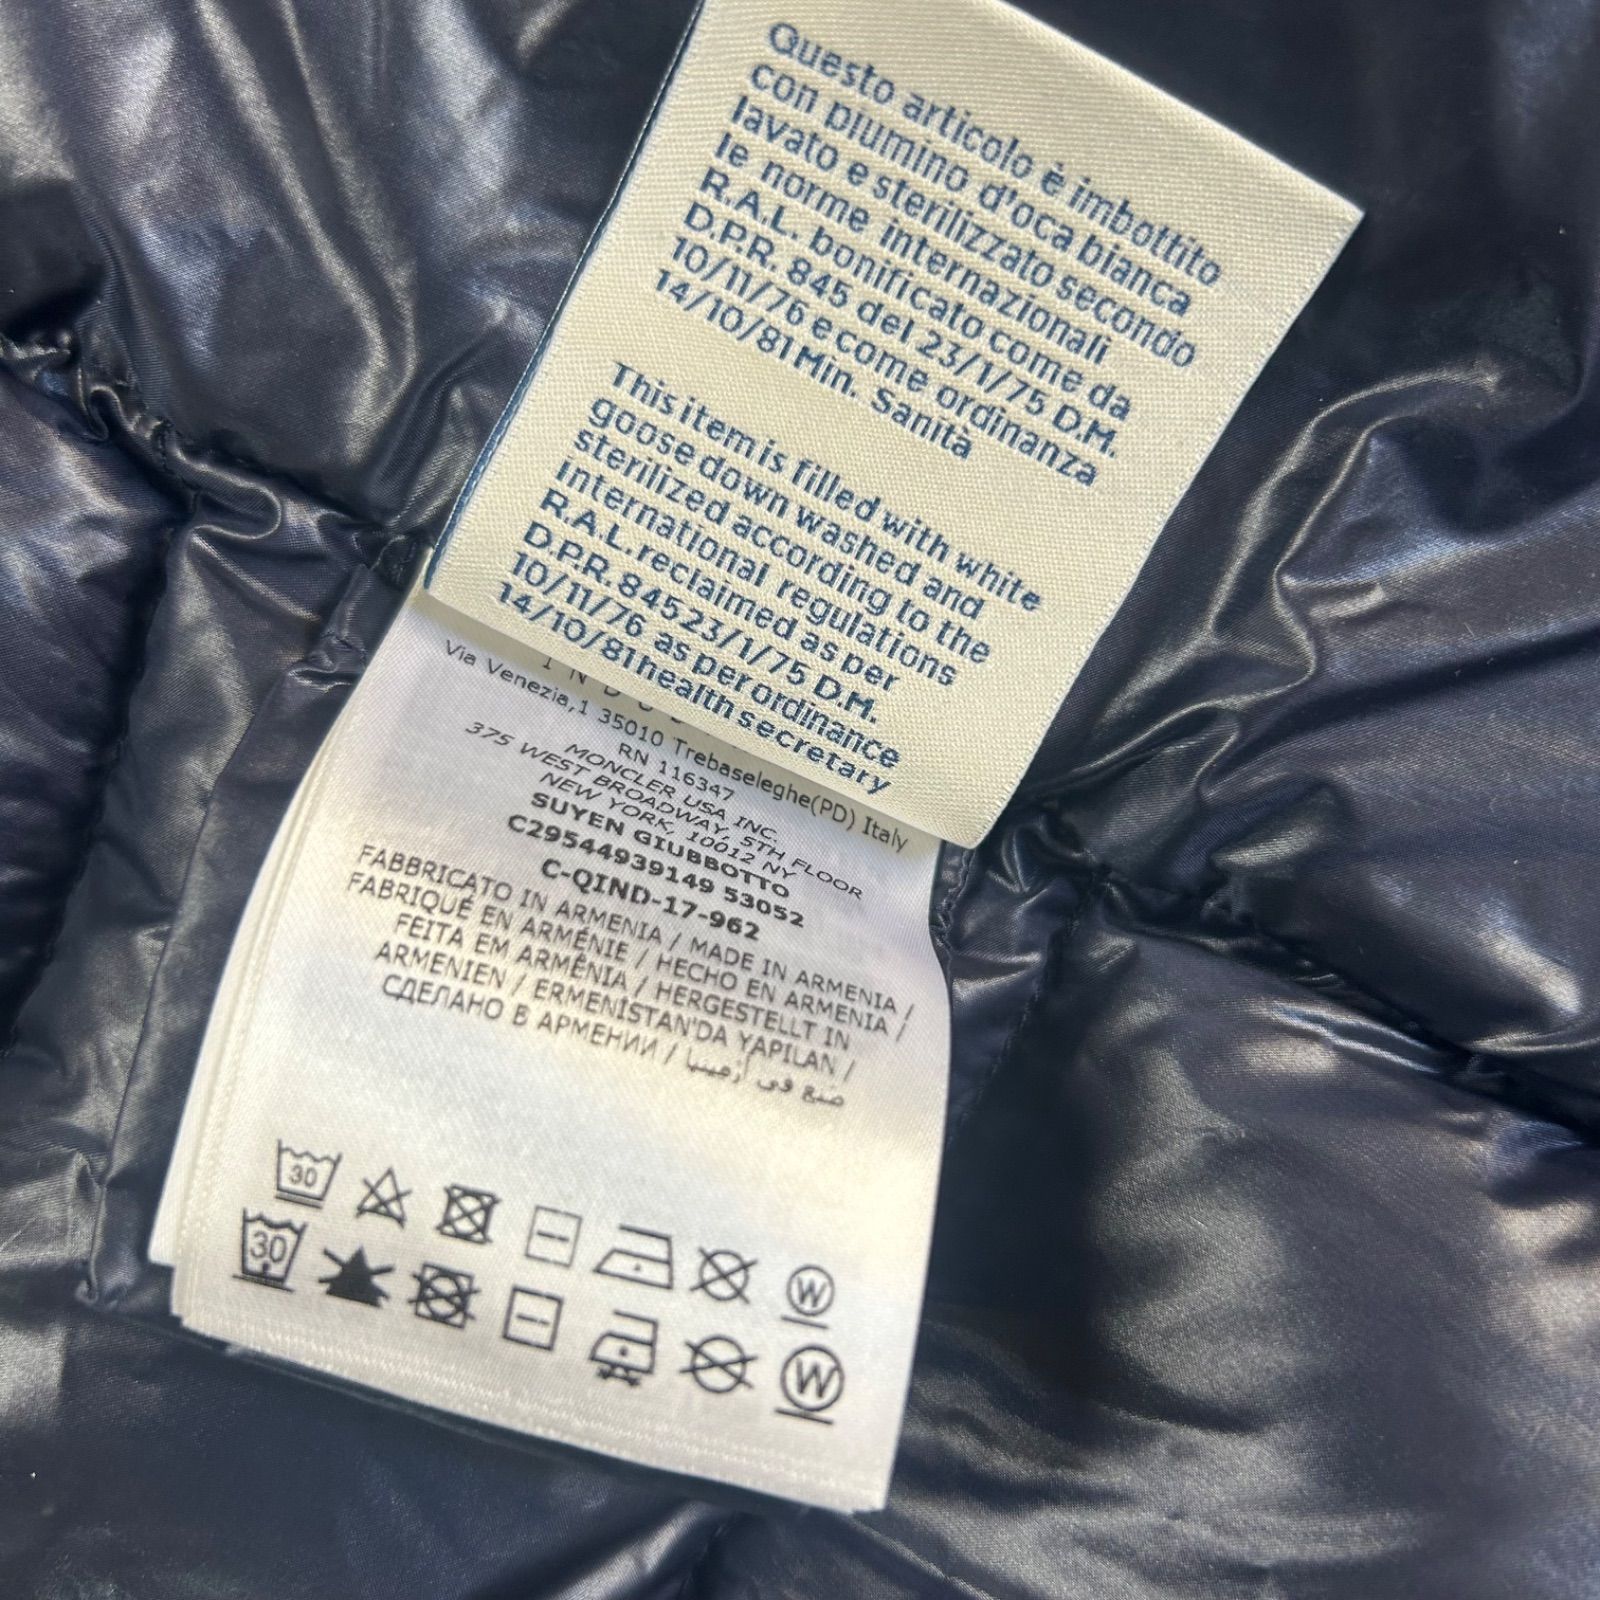 Questo articolo è imbottito
con piumino d'oca bianca
lavato e sterilizzato secondo
le norme internazionali
R.A.L. bonificato come da
D.P.R. 845 del 23/1/75 D.M.
10/11/76 e come ordinanza
14/10/81 Min. Sanità
This item is filled with white
goose down washed and
sterilized according to the
international regulations
R.A.L. reclaimed as per
D.P.R. 845 23/1/75 D.M.
10/11/76 as per ordinance
14/10/81 health secretary
Via Venezia,1 35010 Trebaseleghe(PD) Italy
RN 116347
MONCLER USA INC.
375 WEST BROADWAY, 5TH FLOOR
NEW YORK, 10012 NY
SUYEN GIUBBOTTO
C29544939149 53052
C-QIND-17-962
FABBRICATO IN ARMENIA / MADE IN ARMENIA /
FABRIQUÉ EN ARMÉNIE / HECHO EN ARMENIA /
FEITA EM ARMÊNIA / HERGESTELLT IN
ARMENIEN / ERMENİSTAN'DA YAPILAN /
СДЕЛАНО В АРМЕНИИ / صنع في أرمينيا
30 W
30 W